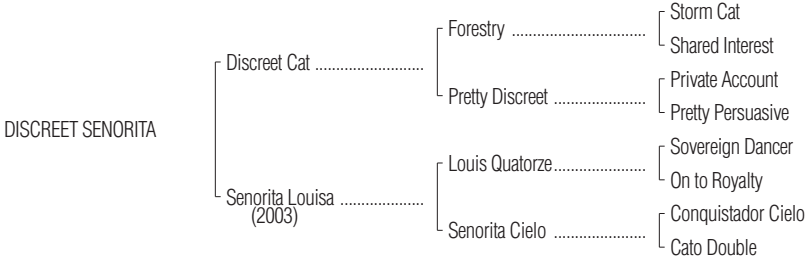 Storm Cat
Forestry ................................
Shared Interest
Discreet Cat ..........................
Private Account
Pretty Discreet ......................
Pretty Persuasive
DISCREET SENORITA
Sovereign Dancer
Louis Quatorze......................
On to Royalty
Senorita Louisa ....................
(2003)
Conquistador Cielo
Senorita Cielo ......................
Cato Double